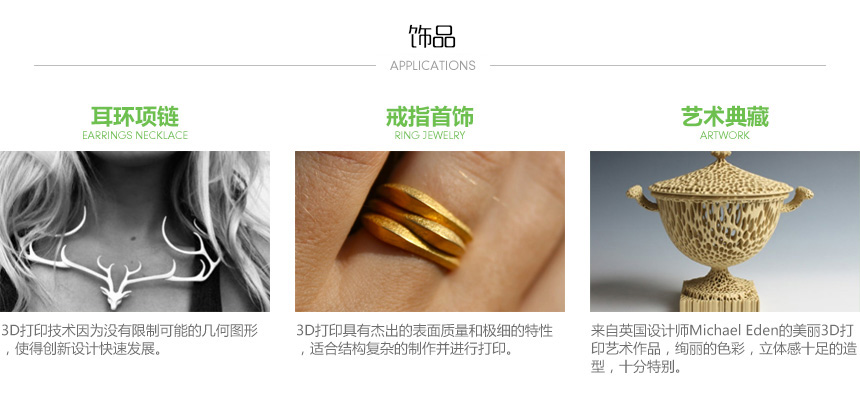 饰品
APPLICATIONS
耳环项链
EARRINGS NECKLACE
3D打印技术因为没有限制可能的几何图形
，使得创新设计快速发展。
戒指首饰
RING JEWELRY
3D打印具有杰出的表面质量和极细的特性
，适合结构复杂的制作并进行打印。
艺术典藏
ARTWORK
来自英国设计师Michael Eden的美丽3D打
印艺术作品，绚丽的色彩，立体感十足的造
型，十分特别。